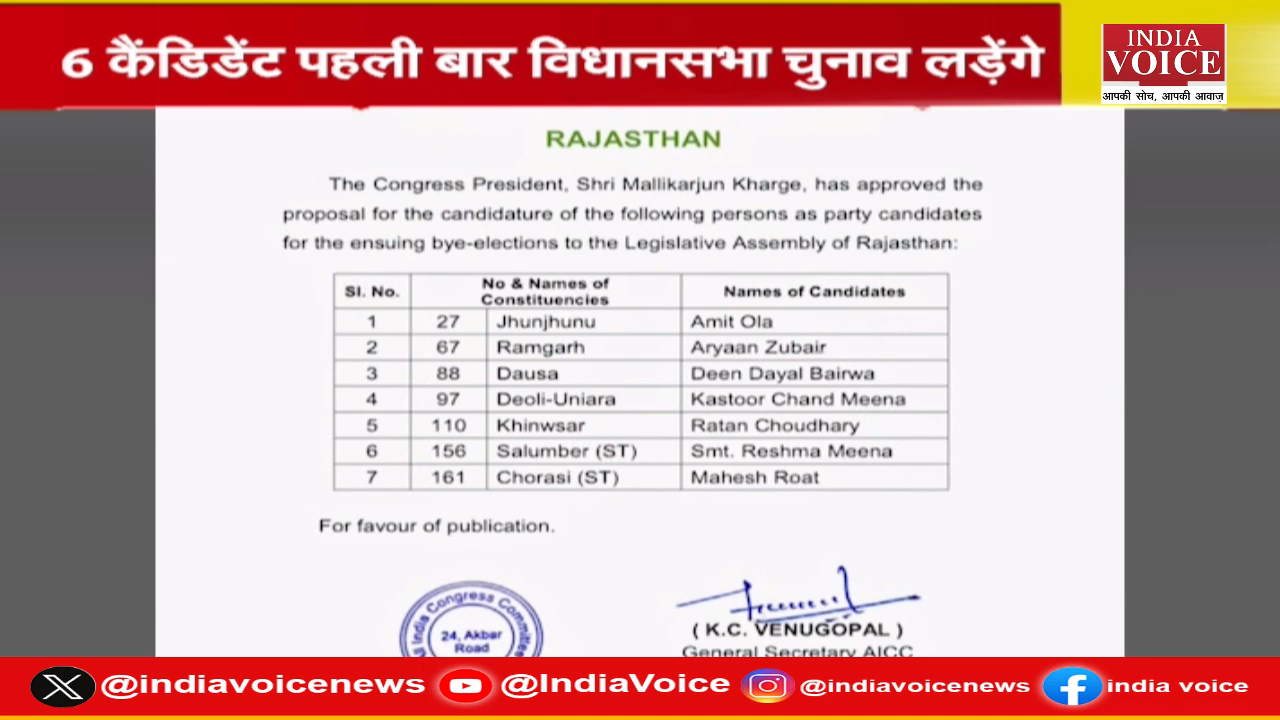 6 कैंडिडेंट पहली बार विधानसभा चुनाव लड़ेंगे
INDIA
VOICE
आपकी सोच, आपकी आवाज़
RAJASTHAN
The Congress President, Shri Mallikarjun Kharge, has approved the
proposal for the candidature of the following persons as party candidates
for the ensuing bye-elections to the Legislative Assembly of Rajasthan:
Sl. No. No & Names of Constituencies Names of Candidates
1 27 Jhunjhunu Amit Ola
2 67 Ramgarh Aryaan Zubair
3 88 Dausa Deen Dayal Bairwa
4 97 Deoli-Uniara Kastoor Chand Meena
5 110 Khinwsar Ratan Choudhary
6 156 Salumber (ST) Smt. Reshma Meena
7 161 Chorasi (ST) Mahesh Roat
For favour of publication.
India Congress Committee
24, Akbar
Road
( K.C. VENUGOPAL )
General Secretary AICC
@indiavoicenews @IndiaVoice @indiavoicenews india voice